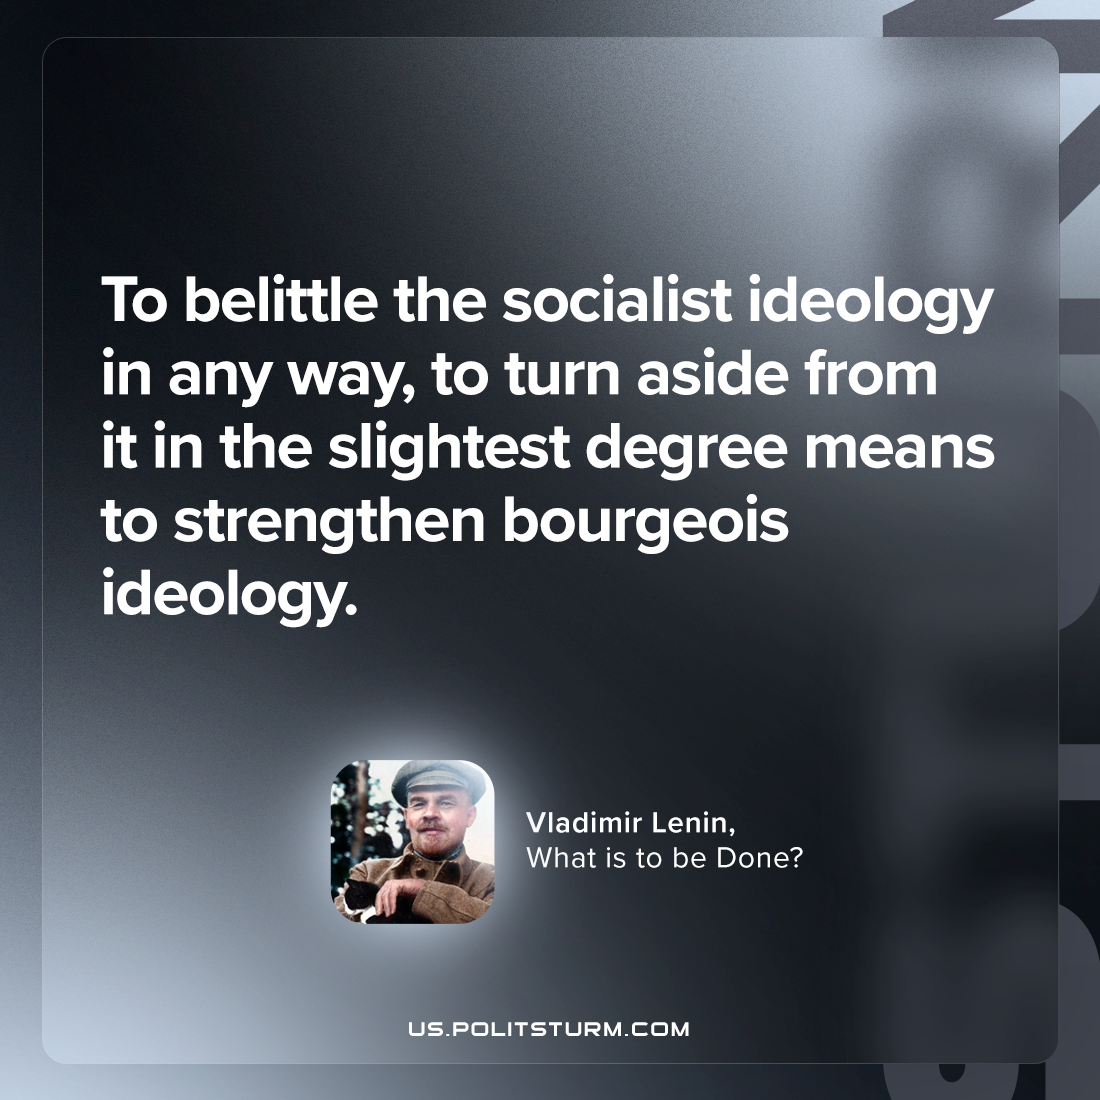 To belittle the socialist ideology
in any way, to turn aside from
it in the slightest degree means
to strengthen bourgeois
ideology.
Vladimir Lenin,
What is to be Done?
US.POLITSTURM.COM